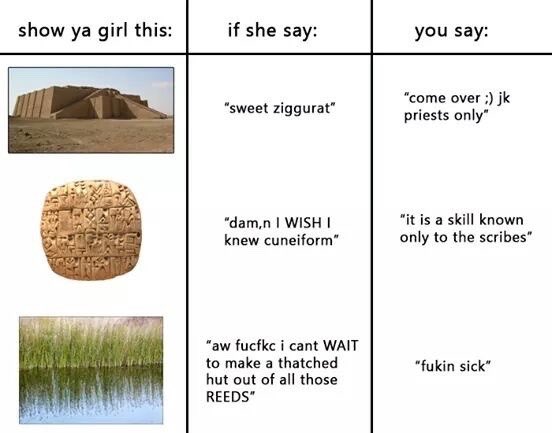 show ya girl this:
if she say:
you say:
"sweet ziggurat"
"come over ;) jk
priests only"
"dam,n I WISH I
knew cuneiform"
"it is a skill known
only to the scribes"
"aw fucfkc i cant WAIT
to make a thatched
hut out of all those
REEDS"
"fukin sick"